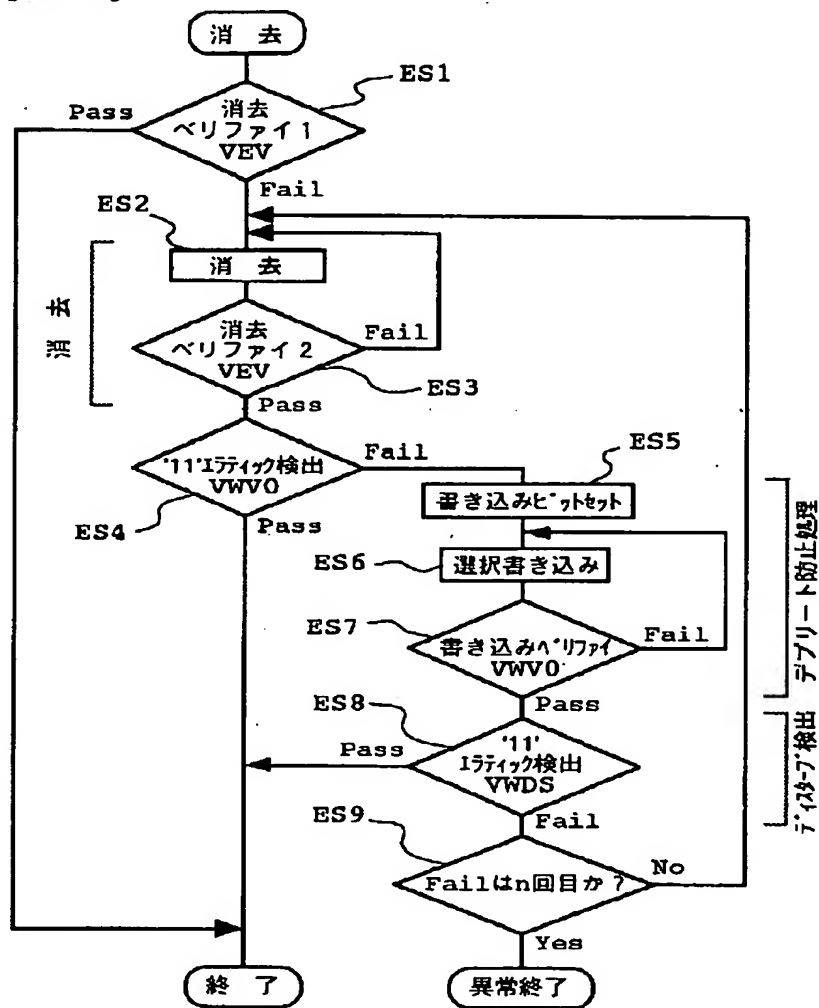 消 去
ES1
Pass
消去
ベリファイ1
VEV
Fail
ES2
消 去
消去
消去
ベリファイ2
VEV
Fail
ES3
Pass
'11'エラティック検出
VWV0
Fail
ES4
Pass
ES5
書き込みビットセット
ES6
選択書き込み
ES7
書き込みベリファイ
VWV0
Fail
Pass
デプリート防止処理
ES8
Pass
'11'
エラティック検出
VWDS
Fail
ディスターブ検出
ES9
Failはn回目か?
No
Yes
終 了
異常終了